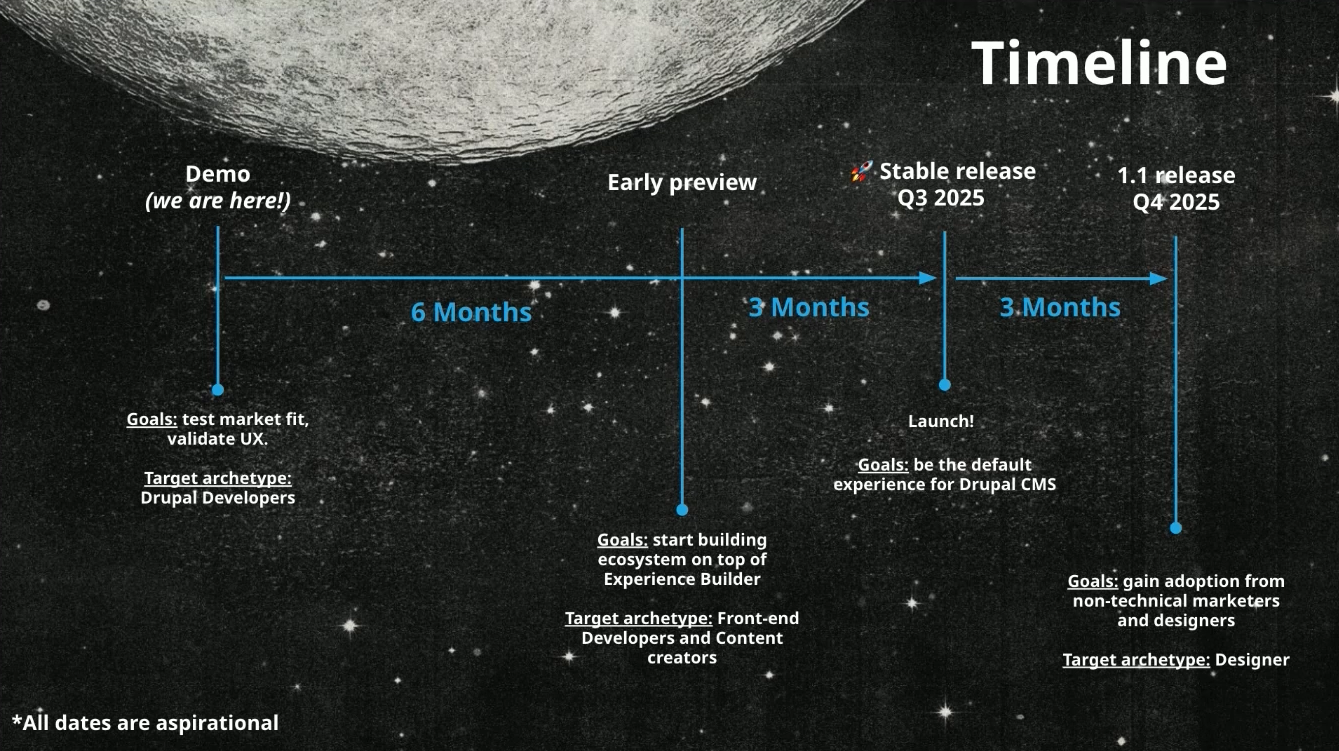 Timeline
Demo
(we are here!)
Early preview
🚀 Stable release
Q3 2025
1.1 release
Q4 2025
6 Months
3 Months
3 Months
Goals: test market fit,
validate UX.
Target archetype:
Drupal Developers
Goals: start building
ecosystem on top of
Experience Builder
Target archetype: Front-end
Developers and Content
creators
Launch!
Goals: be the default
experience for Drupal CMS
Goals: gain adoption from
non-technical marketers
and designers
Target archetype: Designer
*All dates are aspirational